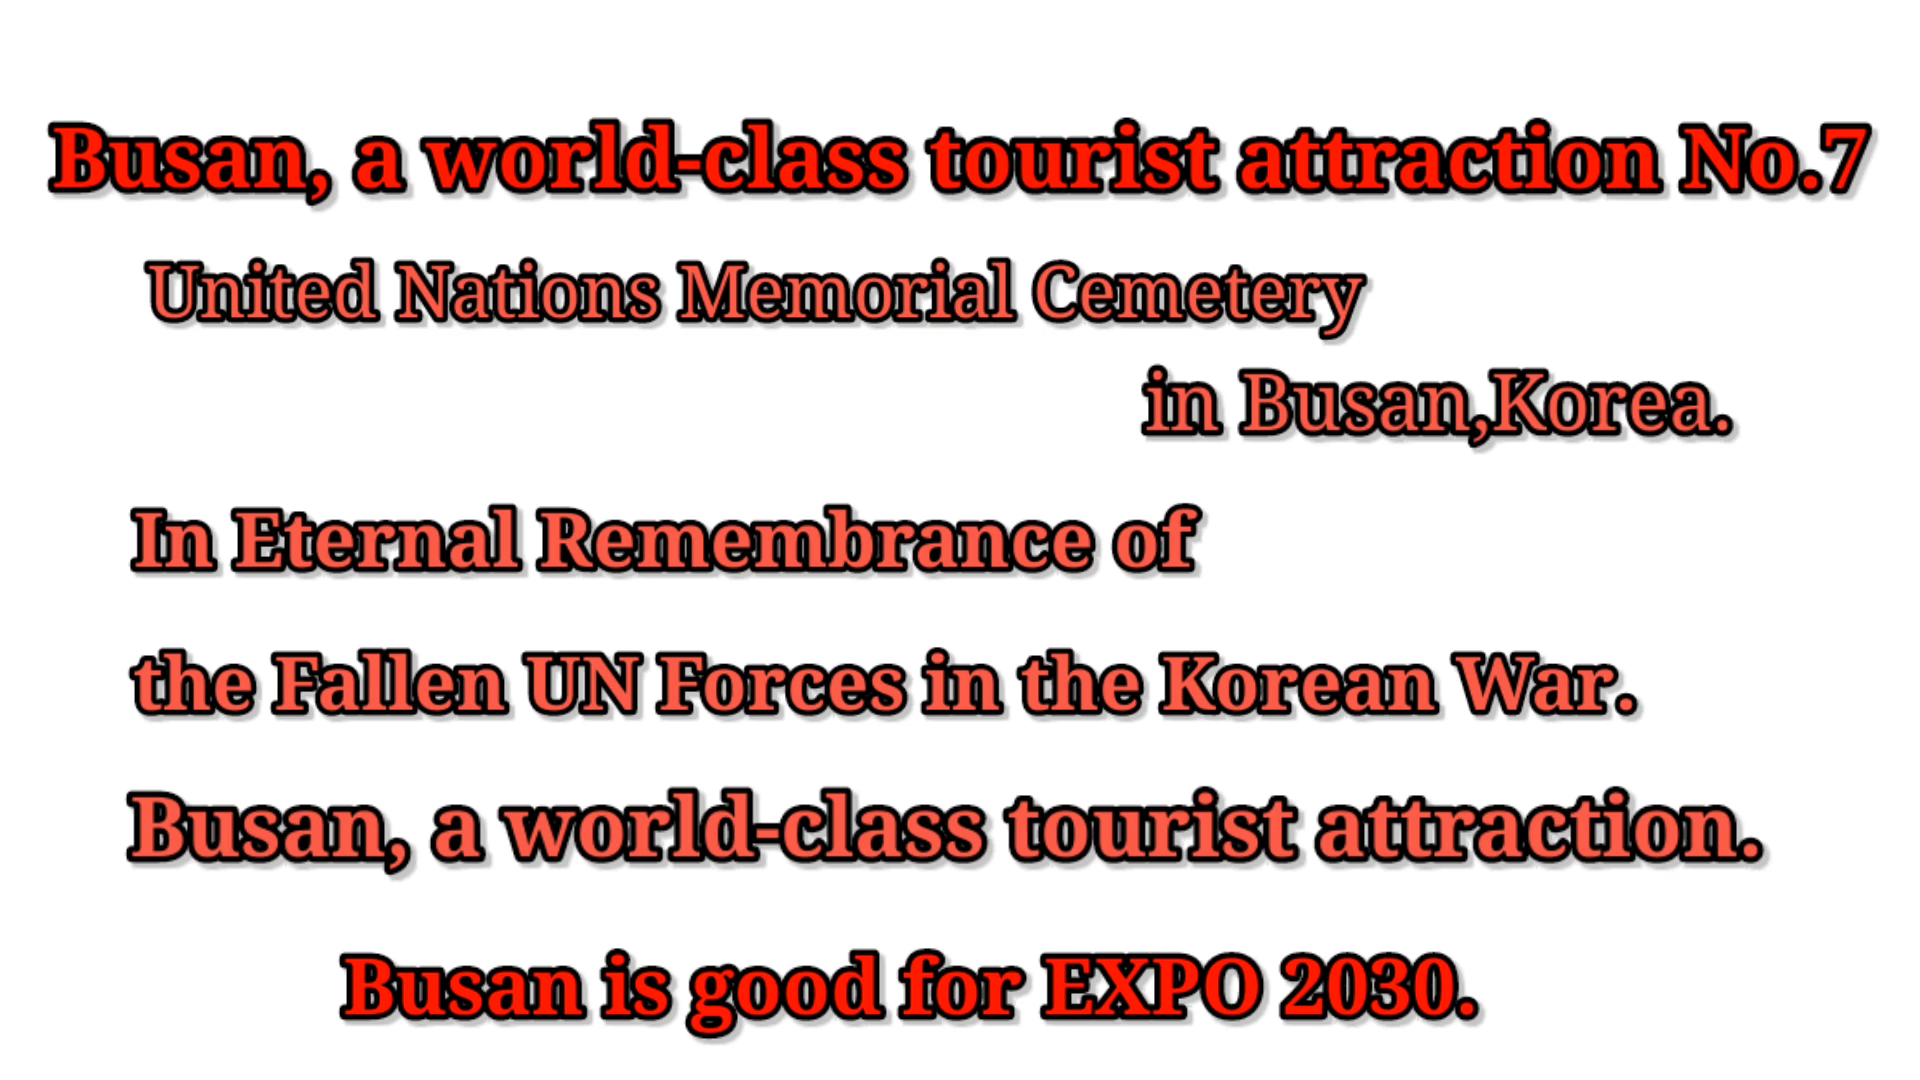 Busan, a world-class tourist attraction No.7
United Nations Memorial Cemetery
in Busan,Korea.
In Eternal Remembrance of
the Fallen UN Forces in the Korean War.
Busan, a world-class tourist attraction.
Busan is good for EXPO 2030.